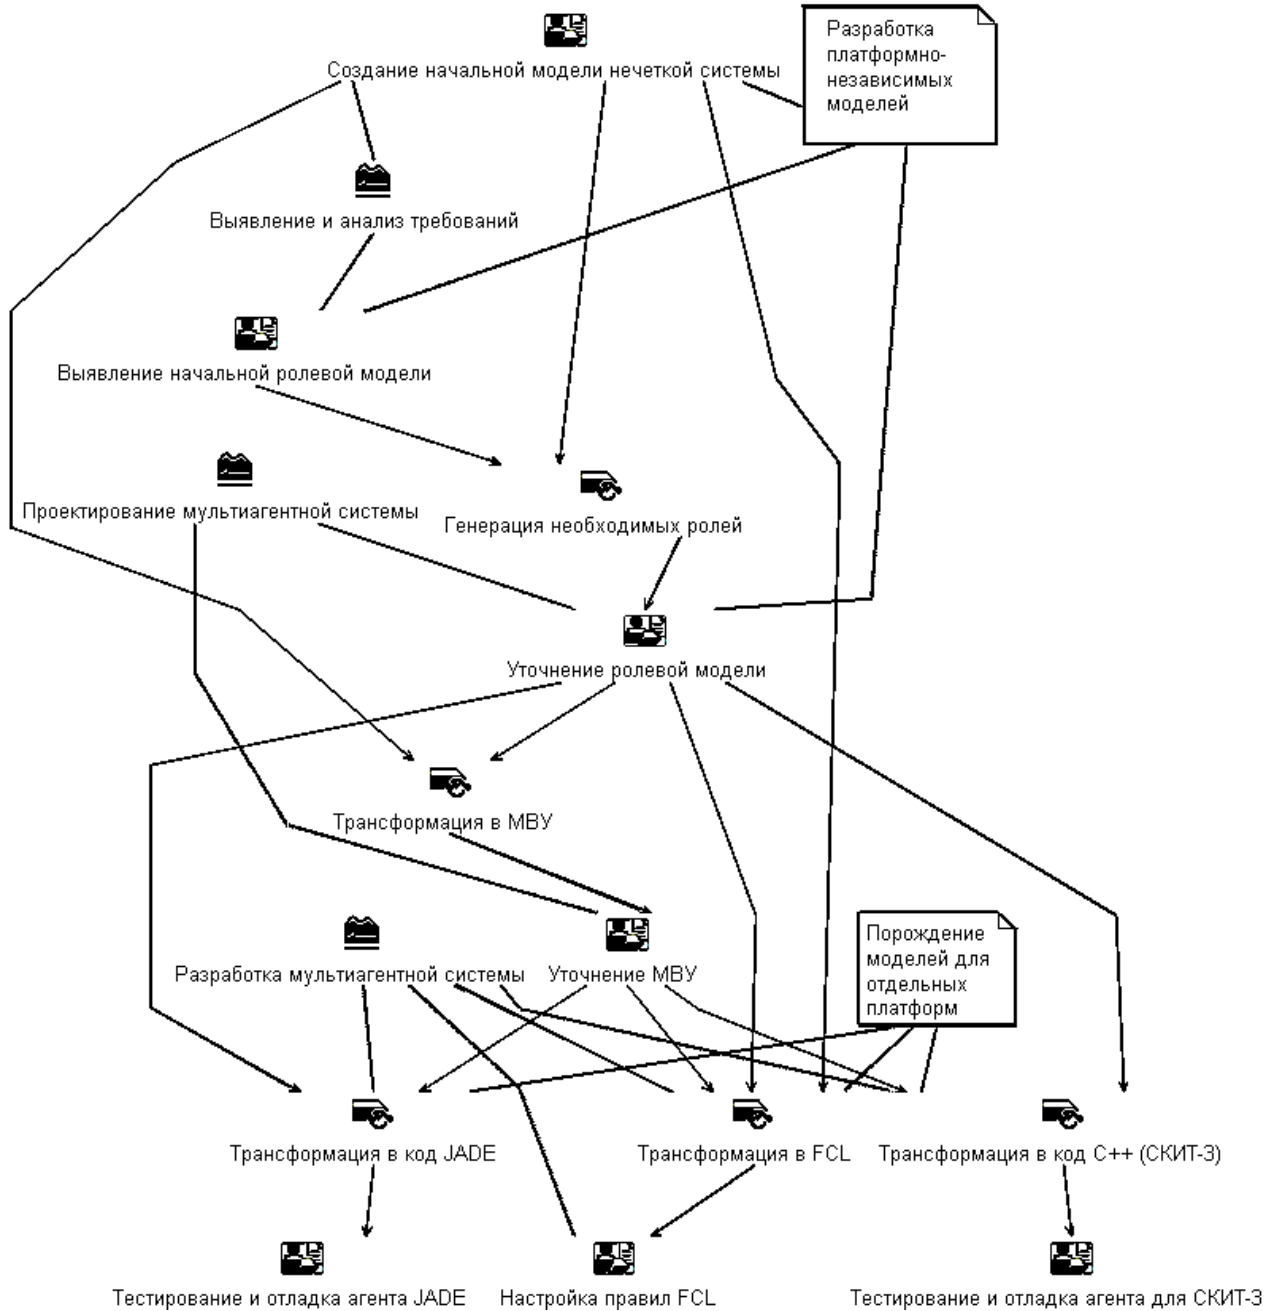 Разработка
платформно-
независимых
моделей
Создание начальной модели нечеткой системы
Выявление и анализ требований
Выявление начальной ролевой модели
Проектирование мультиагентной системы
Генерация необходимых ролей
Уточнение ролевой модели
Трансформация в МВУ
Порождение
моделей для
отдельных
платформ
Разработка мультиагентной системы
Уточнение МВУ
Трансформация в код JADE
Трансформация в FCL
Трансформация в код C++ (СКИТ-3)
Тестирование и отладка агента JADE
Настройка правил FCL
Тестирование и отладка агента для СКИТ-3